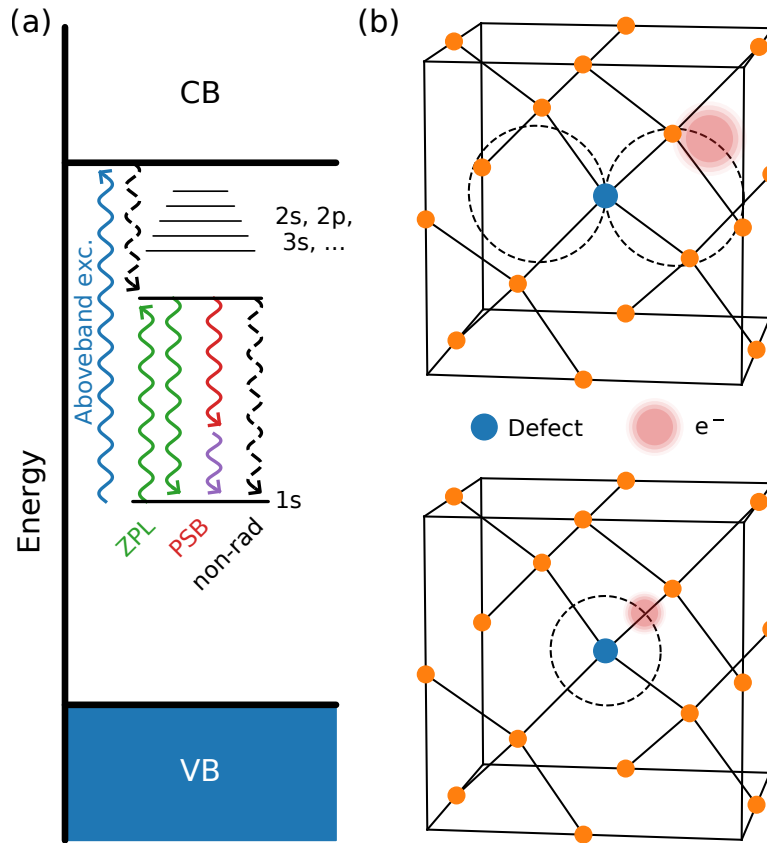 (a)
(b)
CB
2s, 2p,
3s, ...
Aboveband exc.
Energy
1s
ZPL
PSB
non-rad
VB
Defect
e⁻